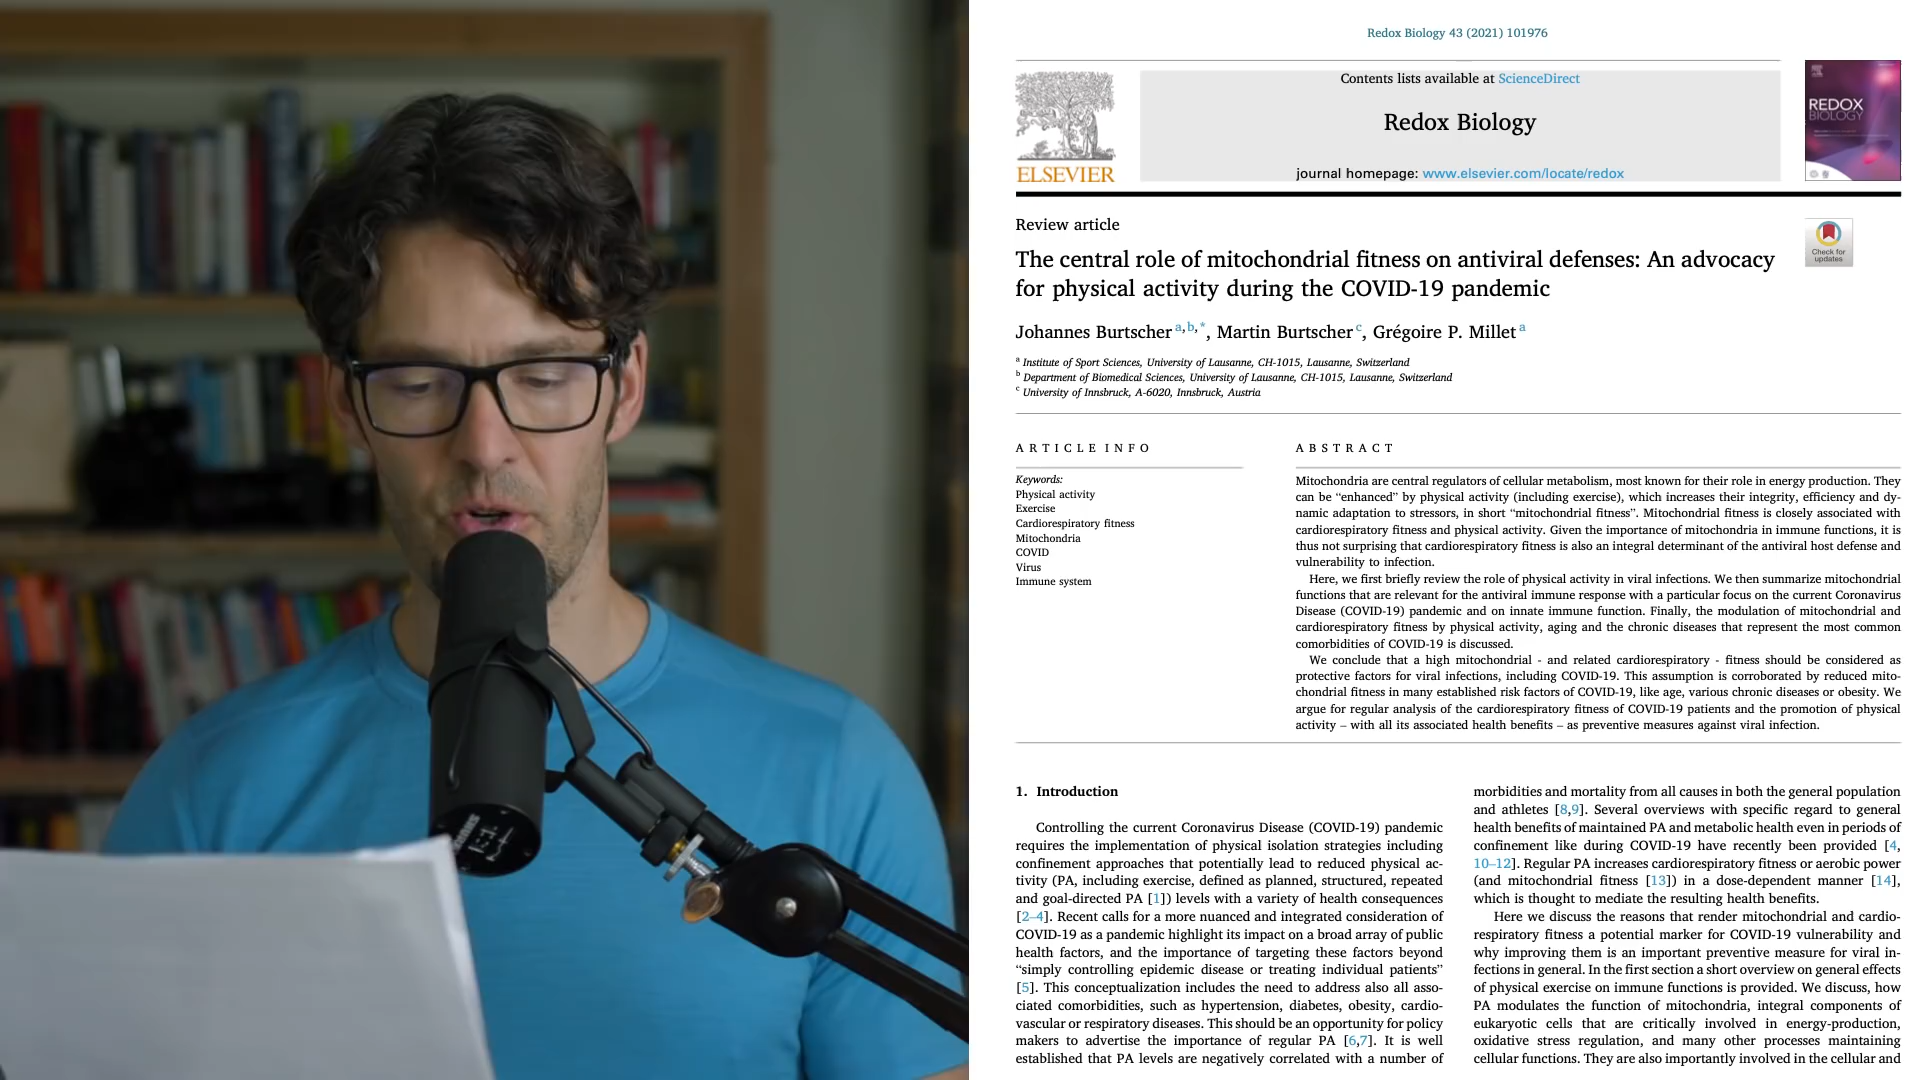 Redox Biology 43 (2021) 101976
Contents lists available at ScienceDirect
Redox Biology
journal homepage: www.elsevier.com/locate/redox
ELSEVIER
REDOX
BIOLOGY
Review article
Check for
updates
The central role of mitochondrial fitness on antiviral defenses: An advocacy
for physical activity during the COVID-19 pandemic
Johannes Burtscher a,b,*, Martin Burtscher c, Grégoire P. Millet a
a Institute of Sport Sciences, University of Lausanne, CH-1015, Lausanne, Switzerland
b Department of Biomedical Sciences, University of Lausanne, CH-1015, Lausanne, Switzerland
c University of Innsbruck, A-6020, Innsbruck, Austria
ARTICLE INFO
Keywords:
Physical activity
Exercise
Cardiorespiratory fitness
Mitochondria
COVID
Virus
Immune system
ABSTRACT
Mitochondria are central regulators of cellular metabolism, most known for their role in energy production. They
can be “enhanced” by physical activity (including exercise), which increases their integrity, efficiency and dy-
namic adaptation to stressors, in short “mitochondrial fitness”. Mitochondrial fitness is closely associated with
cardiorespiratory fitness and physical activity. Given the importance of mitochondria in immune functions, it is
thus not surprising that cardiorespiratory fitness is also an integral determinant of the antiviral host defense and
vulnerability to infection.
Here, we first briefly review the role of physical activity in viral infections. We then summarize mitochondrial
functions that are relevant for the antiviral immune response with a particular focus on the current Coronavirus
Disease (COVID-19) pandemic and on innate immune function. Finally, the modulation of mitochondrial and
cardiorespiratory fitness by physical activity, aging and the chronic diseases that represent the most common
comorbidities of COVID-19 is discussed.
We conclude that a high mitochondrial - and related cardiorespiratory - fitness should be considered as
protective factors for viral infections, including COVID-19. This assumption is corroborated by reduced mito-
chondrial fitness in many established risk factors of COVID-19, like age, various chronic diseases or obesity. We
argue for regular analysis of the cardiorespiratory fitness of COVID-19 patients and the promotion of physical
activity – with all its associated health benefits – as preventive measures against viral infection.
1. Introduction
Controlling the current Coronavirus Disease (COVID-19) pandemic
requires the implementation of physical isolation strategies including
confinement approaches that potentially lead to reduced physical ac-
tivity (PA, including exercise, defined as planned, structured, repeated
and goal-directed PA [1]) levels with a variety of health consequences
[2–4]. Recent calls for a more nuanced and integrated consideration of
COVID-19 as a pandemic highlight its impact on a broad array of public
health factors, and the importance of targeting these factors beyond
“simply controlling epidemic disease or treating individual patients”
[5]. This conceptualization includes the need to address also all asso-
ciated comorbidities, such as hypertension, diabetes, obesity, cardio-
vascular or respiratory diseases. This should be an opportunity for policy
makers to advertise the importance of regular PA [6,7]. It is well
established that PA levels are negatively correlated with a number of
morbidities and mortality from all causes in both the general population
and athletes [8,9]. Several overviews with specific regard to general
health benefits of maintained PA and metabolic health even in periods of
confinement like during COVID-19 have recently been provided [4,
10–12]. Regular PA increases cardiorespiratory fitness or aerobic power
(and mitochondrial fitness [13]) in a dose-dependent manner [14],
which is thought to mediate the resulting health benefits.
Here we discuss the reasons that render mitochondrial and cardio-
respiratory fitness a potential marker for COVID-19 vulnerability and
why improving them is an important preventive measure for viral in-
fections in general. In the first section a short overview on general effects
of physical exercise on immune functions is provided. We discuss, how
PA modulates the function of mitochondria, integral components of
eukaryotic cells that are critically involved in energy-production,
oxidative stress regulation, and many other processes maintaining
cellular functions. They are also importantly involved in the cellular and